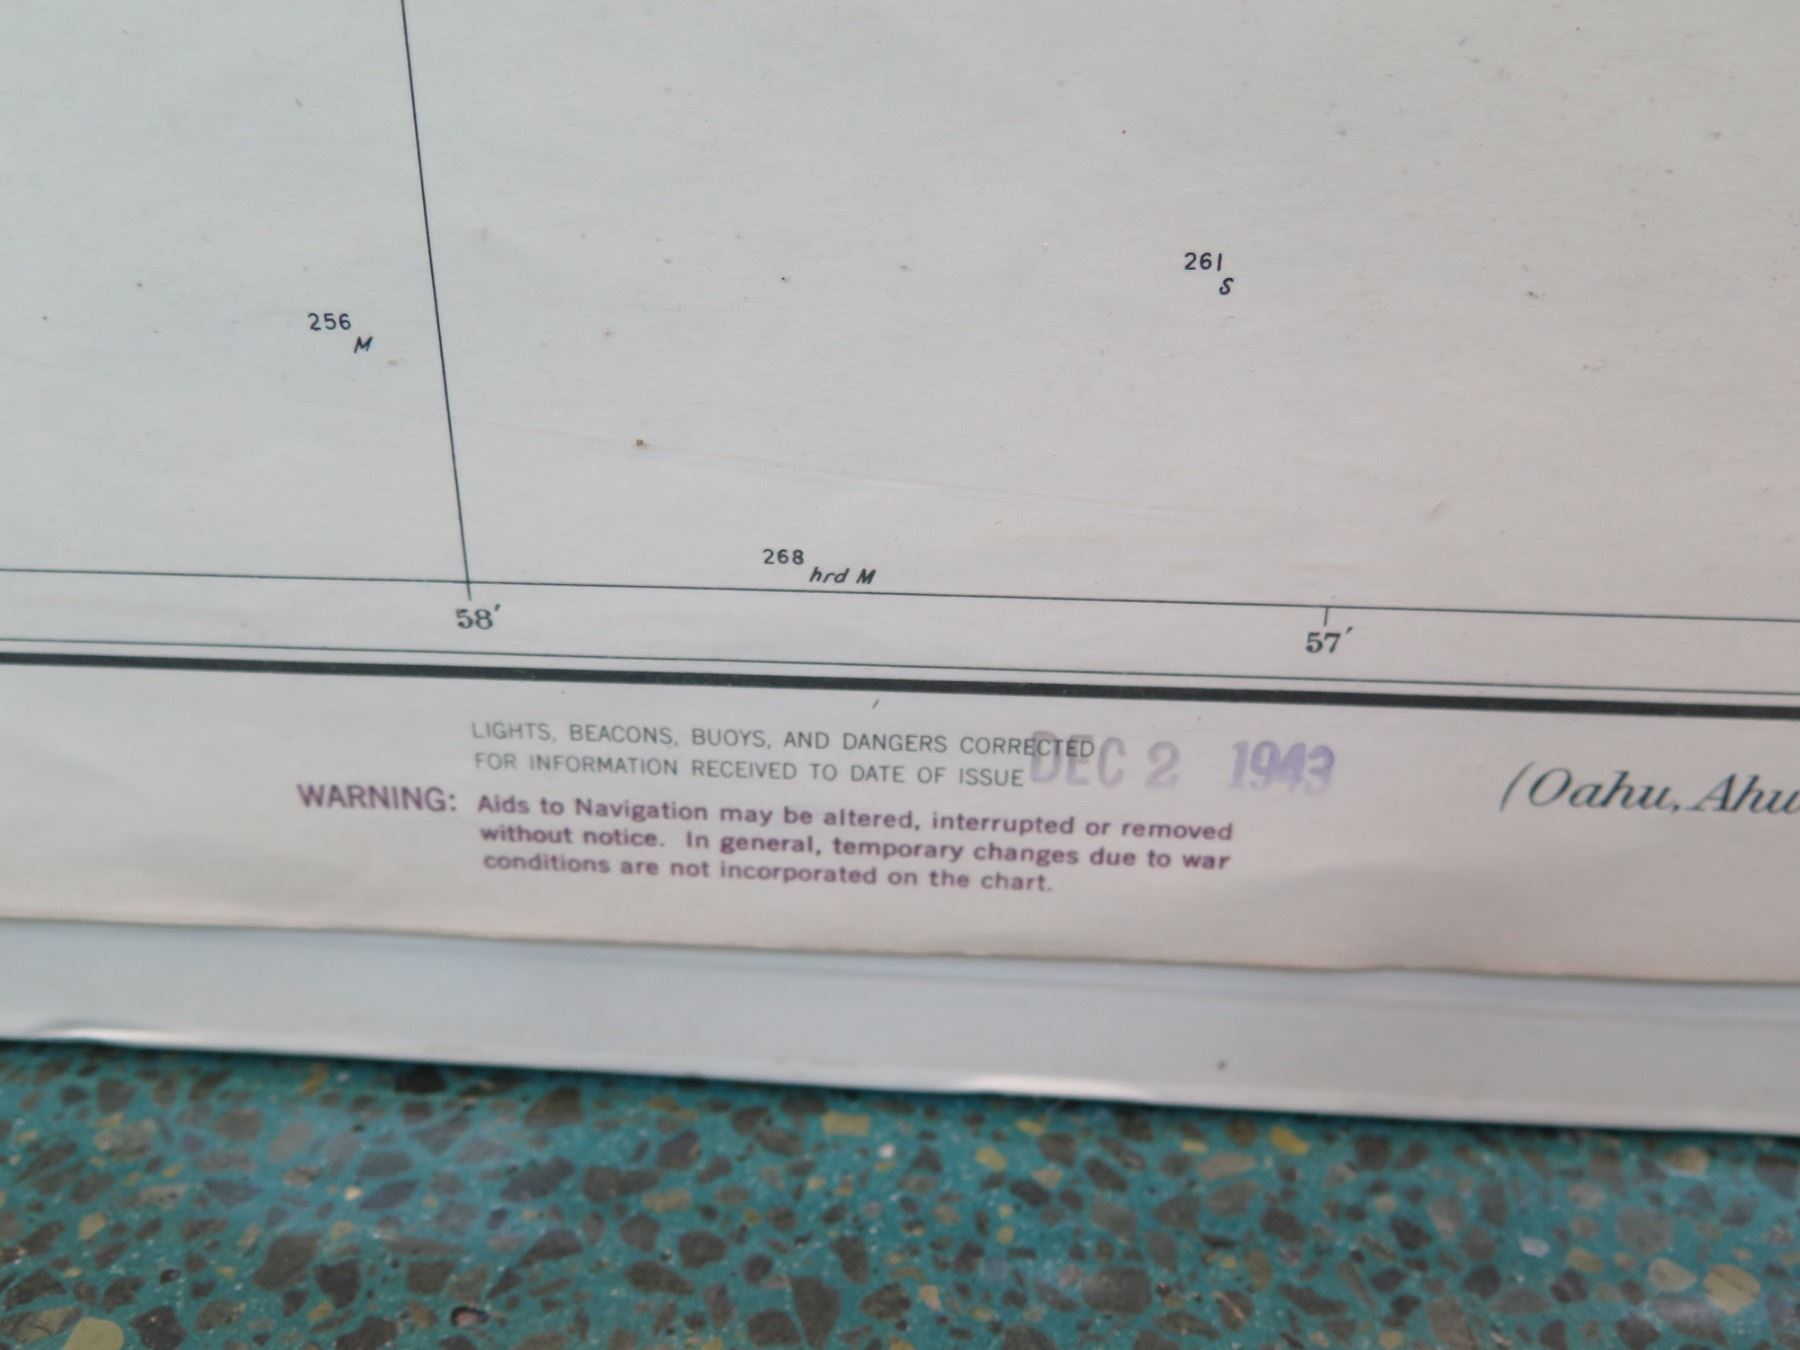 261
S
256
M
268
hrd M
58′
57′
LIGHTS, BEACONS, BUOYS, AND DANGERS CORRECTED
FOR INFORMATION RECEIVED TO DATE OF ISSUE DEC 2 1943
WARNING: Aids to Navigation may be altered, interrupted or removed
without notice. In general, temporary changes due to war
conditions are not incorporated on the chart.
(Oahu, Ahu